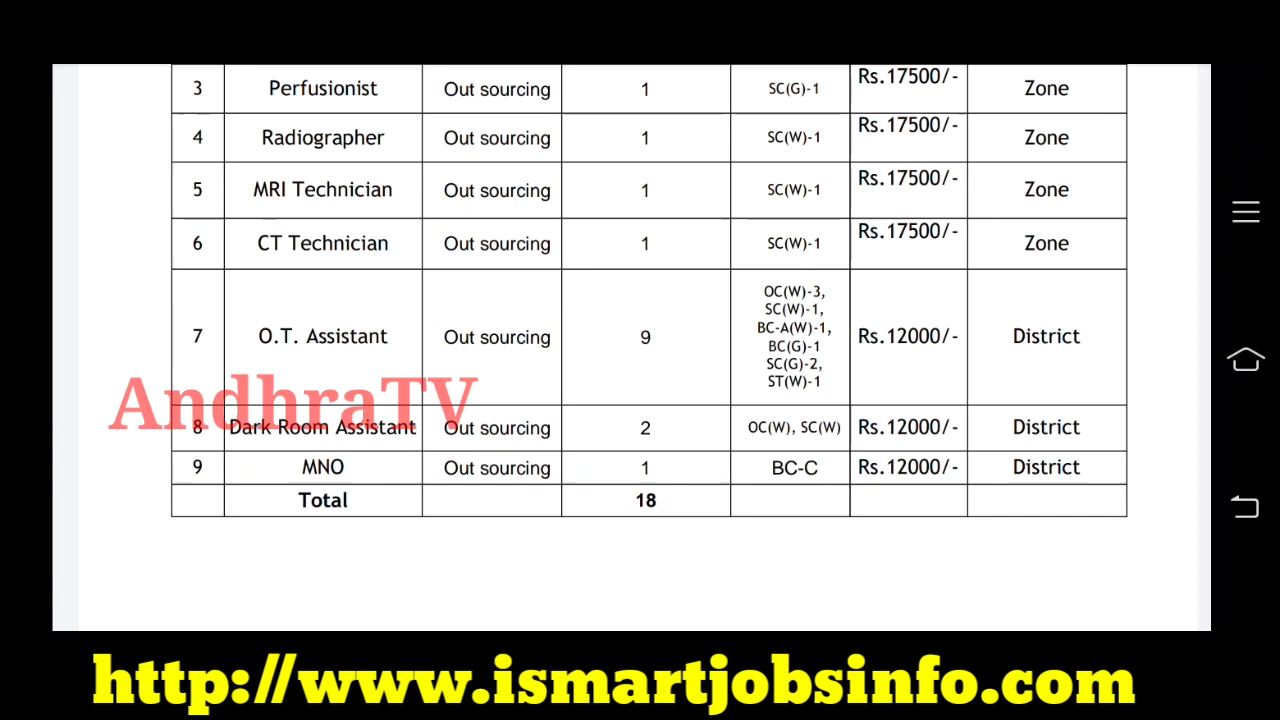 3 Perfusionist Out sourcing 1 SC(G)-1 Rs.17500/- Zone
4 Radiographer Out sourcing 1 SC(W)-1 Rs.17500/- Zone
5 MRI Technician Out sourcing 1 SC(W)-1 Rs.17500/- Zone
6 CT Technician Out sourcing 1 SC(W)-1 Rs.17500/- Zone
7 O.T. Assistant Out sourcing 9 OC(W)-3,
SC(W)-1,
BC-A(W)-1,
BC(G)-1
SC(G)-2,
ST(W)-1 Rs.12000/- District
AndhraTV
8 Dark Room Assistant Out sourcing 2 OC(W), SC(W) Rs.12000/- District
9 MNO Out sourcing 1 BC-C Rs.12000/- District
Total 18
http://www.ismartjobsinfo.com